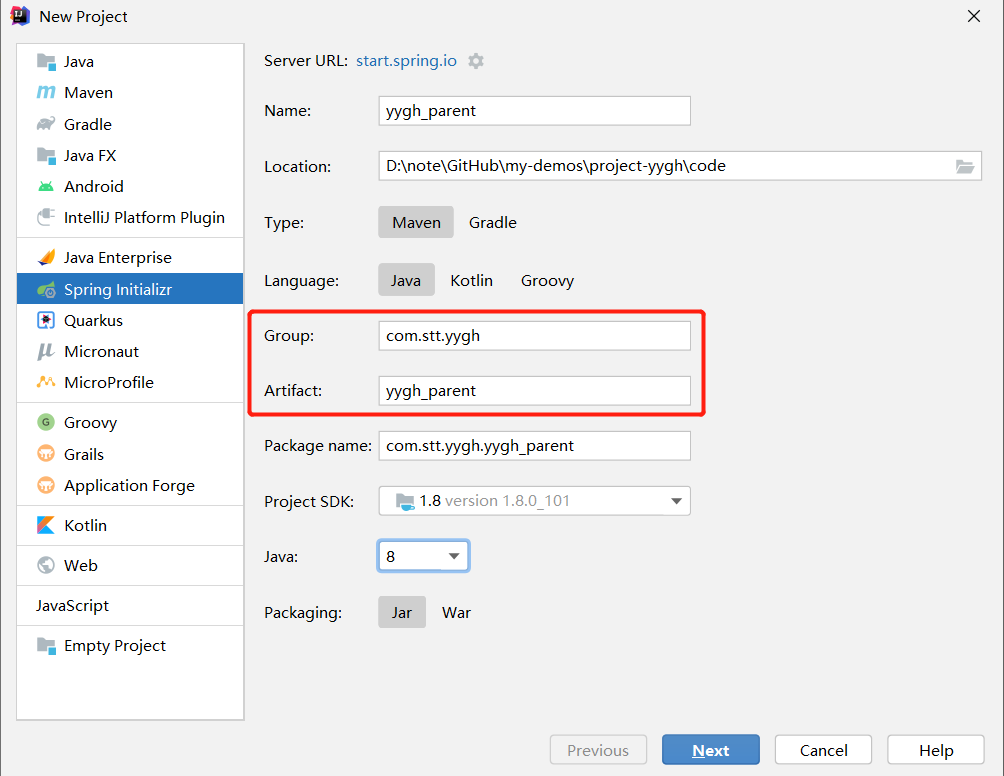 New Project
Java
Maven
Gradle
Java FX
Android
IntelliJ Platform Plugin
Java Enterprise
Spring Initializr
Quarkus
Micronaut
MicroProfile
Groovy
Grails
Application Forge
Kotlin
Web
JavaScript
Empty Project
Server URL: start.spring.io
Name: yygh_parent
Location: D:\note\GitHub\my-demos\project-yygh\code
Type: Maven Gradle
Language: Java Kotlin Groovy
Group: com.stt.yygh
Artifact: yygh_parent
Package name: com.stt.yygh.yygh_parent
Project SDK: 1.8 version 1.8.0_101
Java: 8
Packaging: Jar War
Previous Next Cancel Help